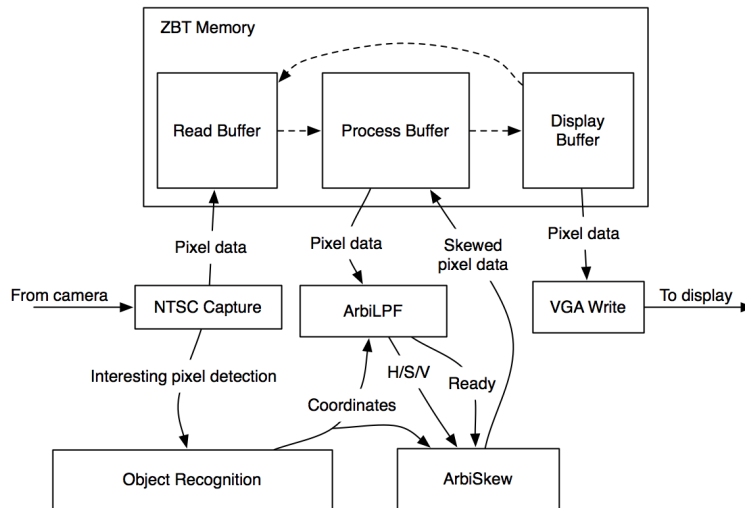 ZBT Memory
Read Buffer
Process Buffer
Display
Buffer
Pixel data
Pixel data
Skewed
pixel data
Pixel data
From camera
NTSC Capture
ArbiLPF
VGA Write
To display
Interesting pixel detection
H/S/V
Ready
Coordinates
Object Recognition
ArbiSkew